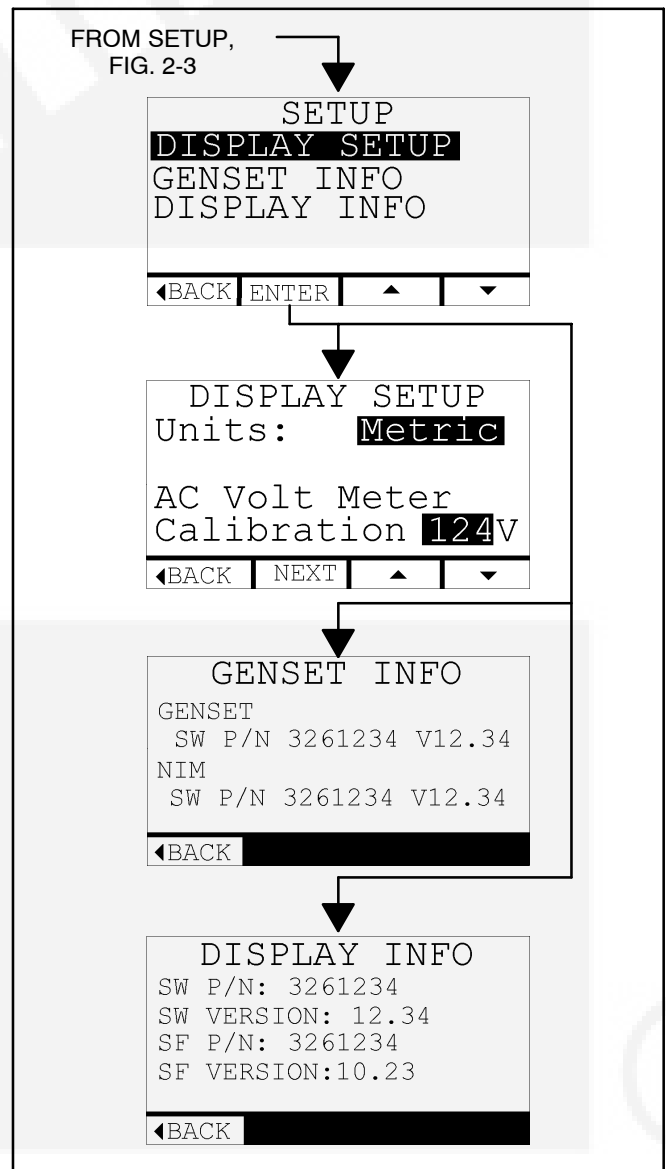 FROM SETUP,
FIG. 2-3
SETUP
DISPLAY SETUP
GENSET INFO
DISPLAY INFO
◀BACK ENTER ▲ ▼
DISPLAY SETUP
Units: Metric
AC Volt Meter
Calibration 124V
◀BACK NEXT ▲ ▼
GENSET INFO
GENSET
SW P/N 3261234 V12.34
NIM
SW P/N 3261234 V12.34
◀BACK
DISPLAY INFO
SW P/N: 3261234
SW VERSION: 12.34
SF P/N: 3261234
SF VERSION:10.23
◀BACK